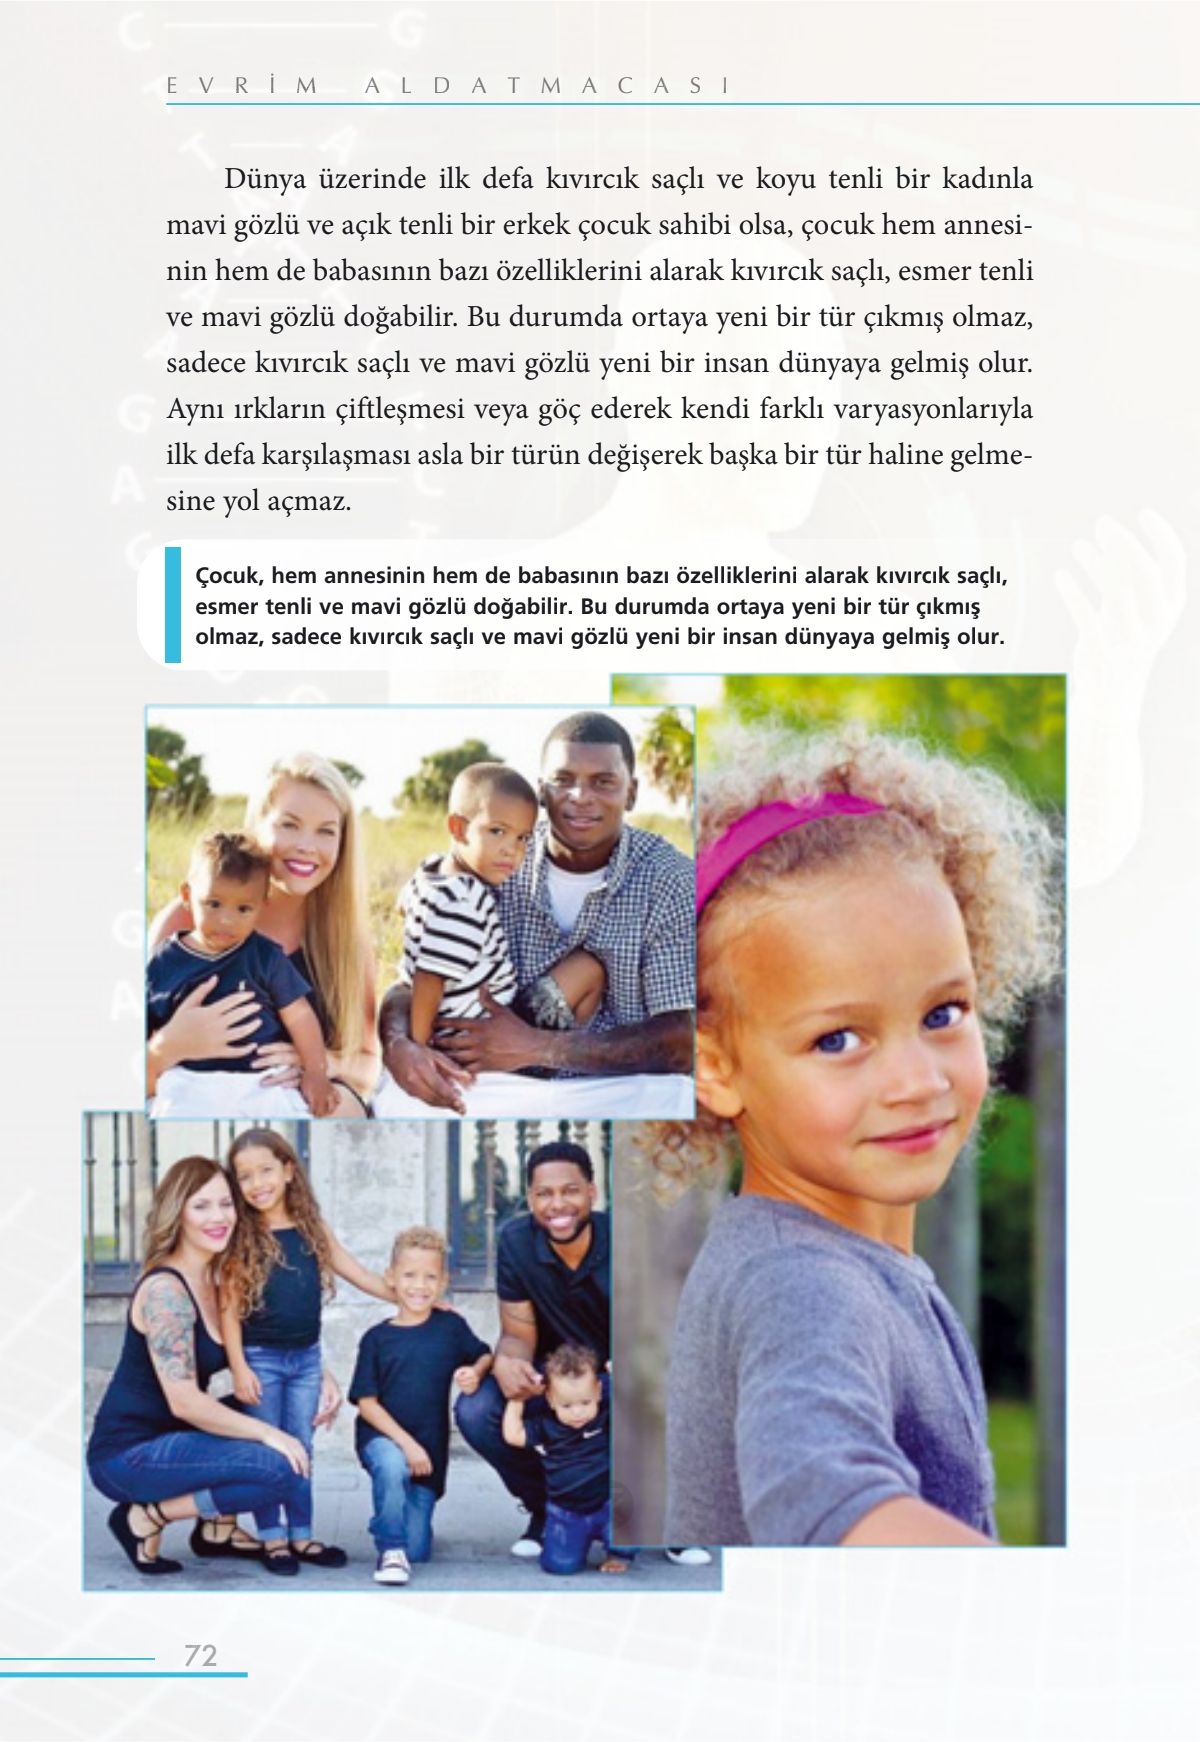 EVRİM ALDATMACASI
Dünya üzerinde ilk defa kıvırcık saçlı ve koyu tenli bir kadınla
mavi gözlü ve açık tenli bir erkek çocuk sahibi olsa, çocuk hem annesi-
nin hem de babasının bazı özelliklerini alarak kıvırcık saçlı, esmer tenli
ve mavi gözlü doğabilir. Bu durumda ortaya yeni bir tür çıkmış olmaz,
sadece kıvırcık saçlı ve mavi gözlü yeni bir insan dünyaya gelmiş olur.
Aynı ırkların çiftleşmesi veya göç ederek kendi farklı varyasyonlarıyla
ilk defa karşılaşması asla bir türün değişerek başka bir tür haline gelme-
sine yol açmaz.
Çocuk, hem annesinin hem de babasının bazı özelliklerini alarak kıvırcık saçlı,
esmer tenli ve mavi gözlü doğabilir. Bu durumda ortaya yeni bir tür çıkmış
olmaz, sadece kıvırcık saçlı ve mavi gözlü yeni bir insan dünyaya gelmiş olur.
72